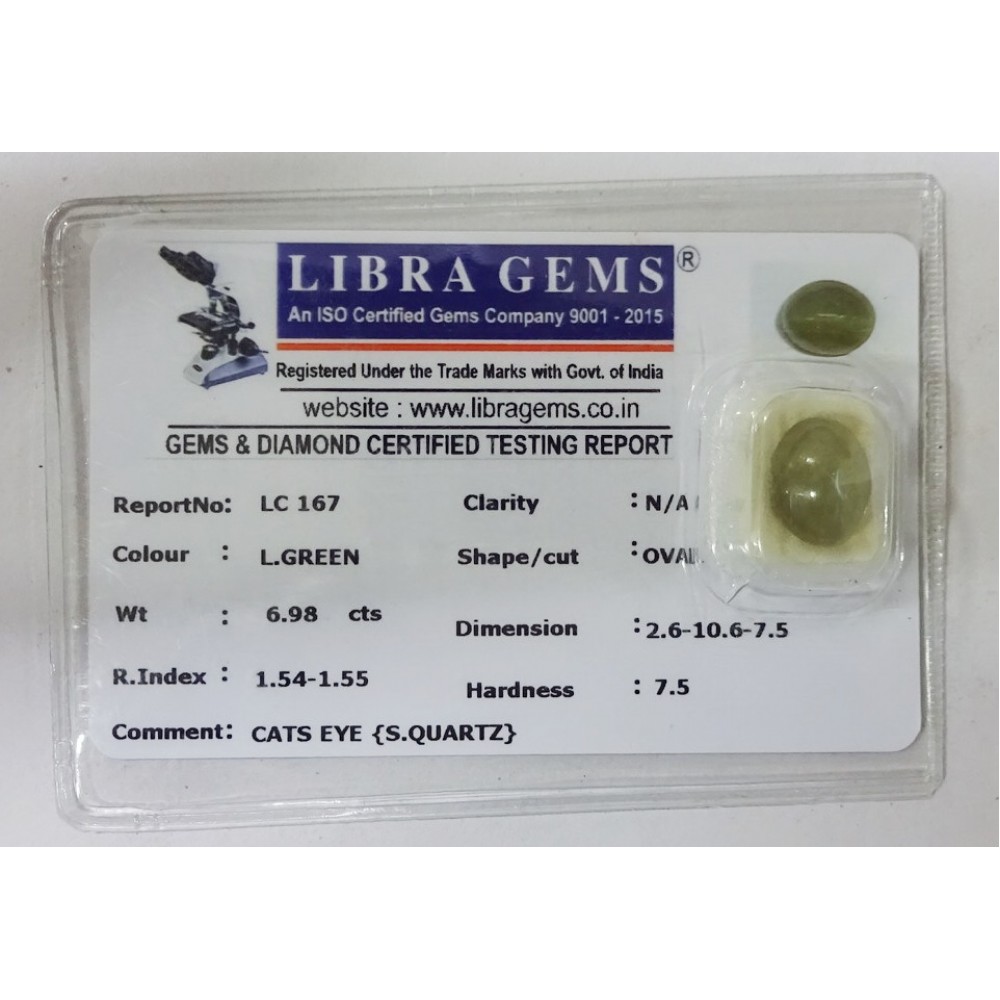 LIBRA GEMS ®
An ISO Certified Gems Company 9001 - 2015
Registered Under the Trade Marks with Govt. of India
website : www.libragems.co.in
GEMS & DIAMOND CERTIFIED TESTING REPORT
ReportNo: LC 167 Clarity : N/A
Colour : L.GREEN Shape/cut :
Wt : 6.98 cts Dimension : 2.6-10.6-7.5
R.Index : 1.54-1.55 Hardness : 7.5
Comment: CATS EYE {S.QUARTZ}